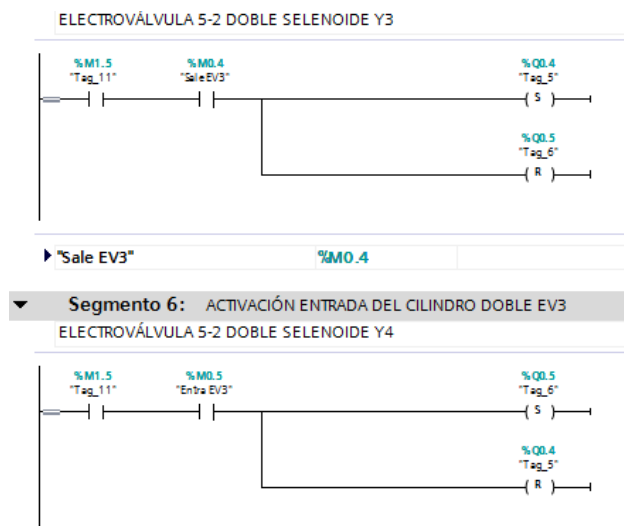 ELECTROVÁLVULA 5-2 DOBLE SELENOIDE Y3
%M1.5 %M0.4 %Q0.4
"Tag_11" "Sale EV3" "Tag_5"
S
%Q0.5
"Tag_6"
R
"Sale EV3" %M0.4
Segmento 6: ACTIVACIÓN ENTRADA DEL CILINDRO DOBLE EV3
ELECTROVÁLVULA 5-2 DOBLE SELENOIDE Y4
%M1.5 %M0.5 %Q0.5
"Tag_11" "Entra EV3" "Tag_6"
S
%Q0.4
"Tag_5"
R